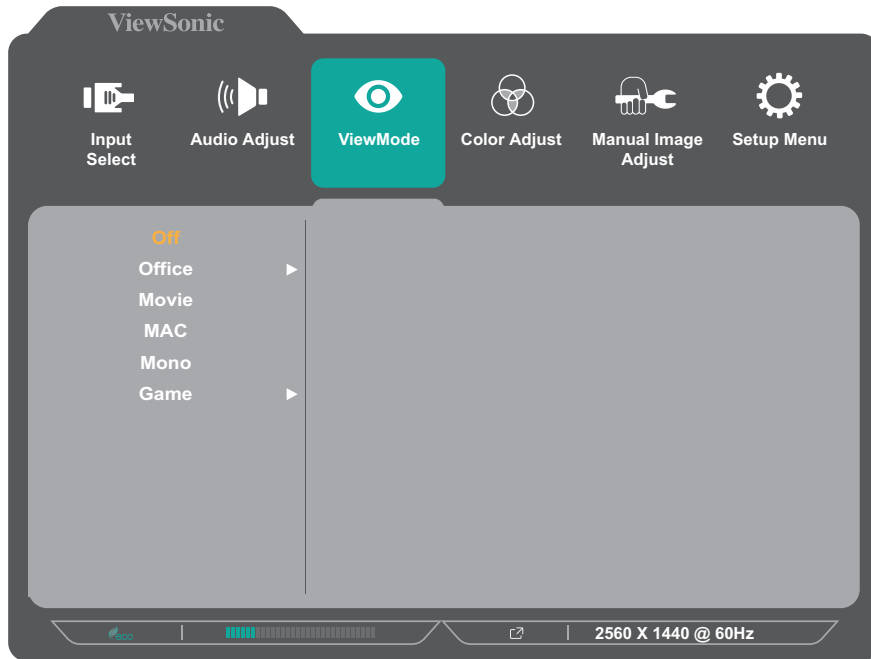 ViewSonic
Input
Select
Audio Adjust
ViewMode
Color Adjust
Manual Image
Adjust
Setup Menu
Off
Office
Movie
MAC
Mono
Game
eco
2560 X 1440 @ 60Hz